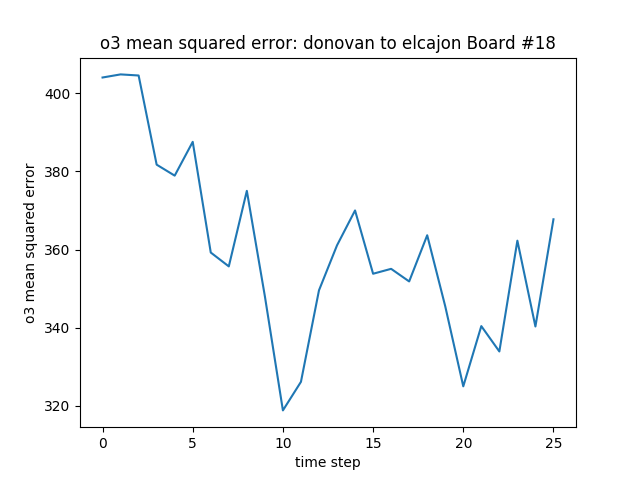 o3 mean squared error: donovan to elcajon Board #18
o3 mean squared error
400
380
360
340
320
0 5 10 15 20 25
time step